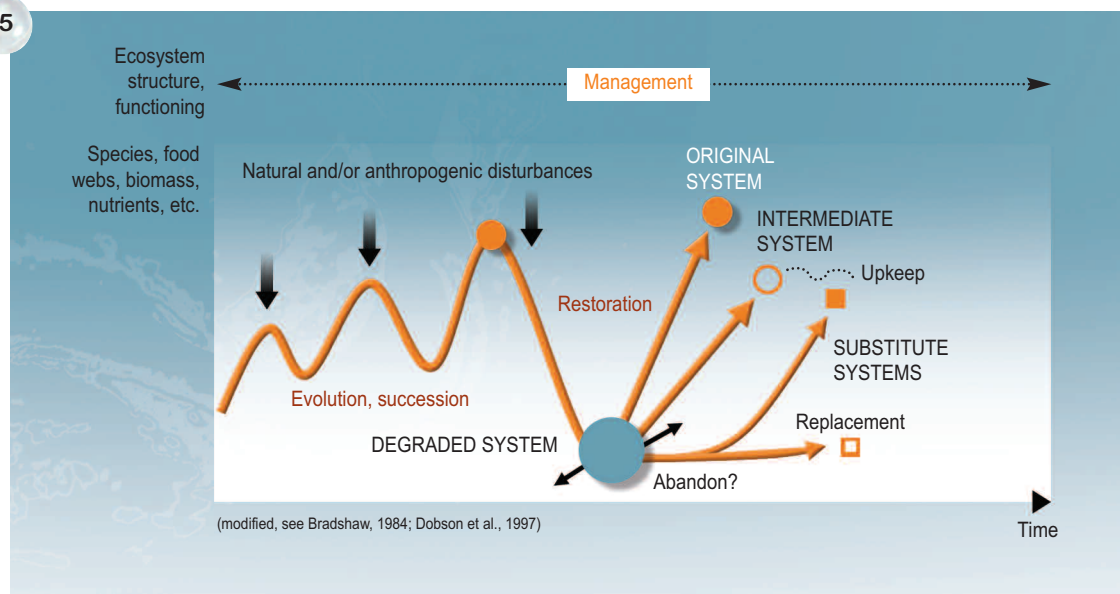 5
Ecosystem
structure,
functioning
Management
Species, food
webs, biomass,
nutrients, etc.
Natural and/or anthropogenic disturbances
ORIGINAL
SYSTEM
INTERMEDIATE
SYSTEM
Upkeep
Restoration
SUBSTITUTE
SYSTEMS
Evolution, succession
Replacement
DEGRADED SYSTEM
Abandon?
(modified, see Bradshaw, 1984; Dobson et al., 1997)
Time